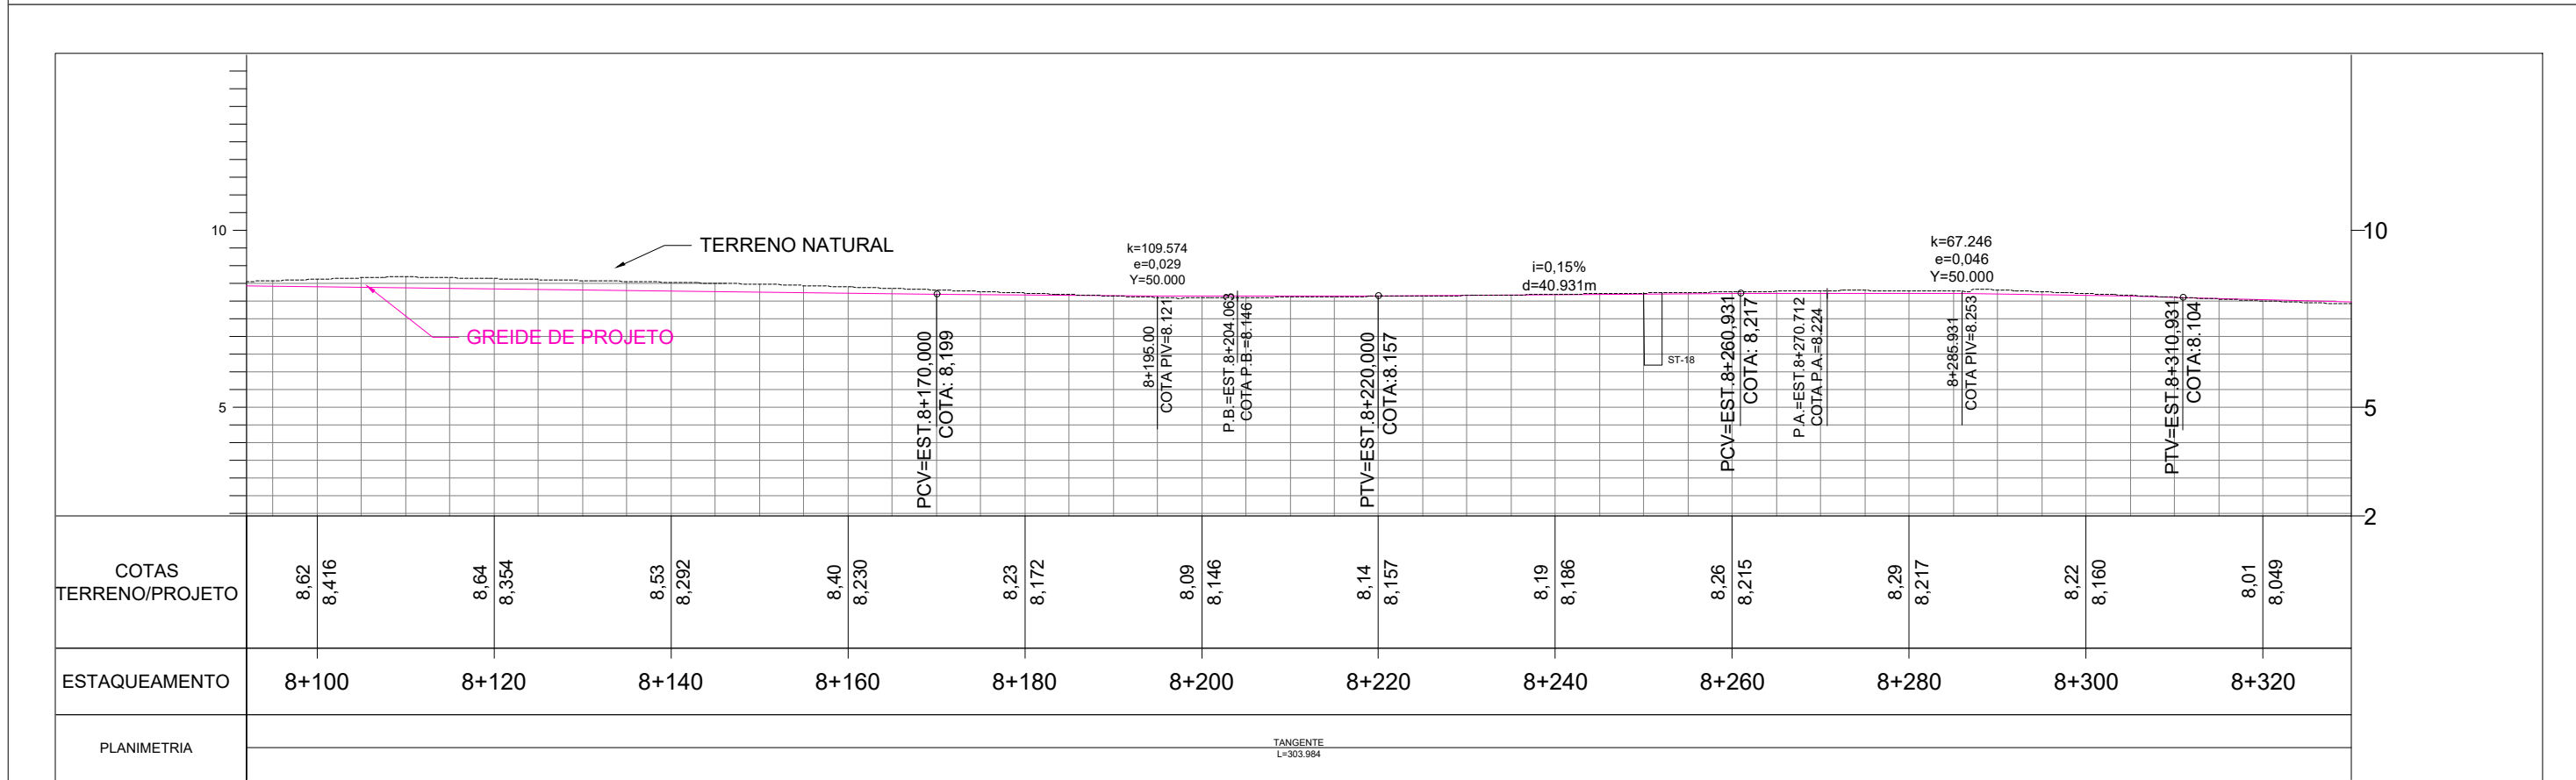 10
5
10
5
2
TERRENO NATURAL
GREIDE DE PROJETO
PCV=EST.8+170,000
COTA: 8,199
k=109.574
e=0,029
Y=50.000
8+195.00
COTA PIV=8.121
P.B.=EST.8+204.063
COTA P.B.=8.146
PTV=EST.8+220,000
COTA:8.157
i=0,15%
d=40.931m
ST-18
PCV=EST.8+260,931
COTA: 8,217
P.A.=EST.8+270.712
COTA P.A.=8.224
k=67.246
e=0,046
Y=50.000
8+285.931
COTA PIV=8.253
PTV=EST.8+310,931
COTA:8.104
COTAS
TERRENO/PROJETO
8,62
8,416
8,64
8,354
8,53
8,292
8,40
8,230
8,23
8,172
8,09
8,146
8,14
8,157
8,19
8,186
8,26
8,215
8,29
8,217
8,22
8,160
8,01
8,049
ESTAQUEAMENTO
8+100
8+120
8+140
8+160
8+180
8+200
8+220
8+240
8+260
8+280
8+300
8+320
PLANIMETRIA
TANGENTE
L=303.984